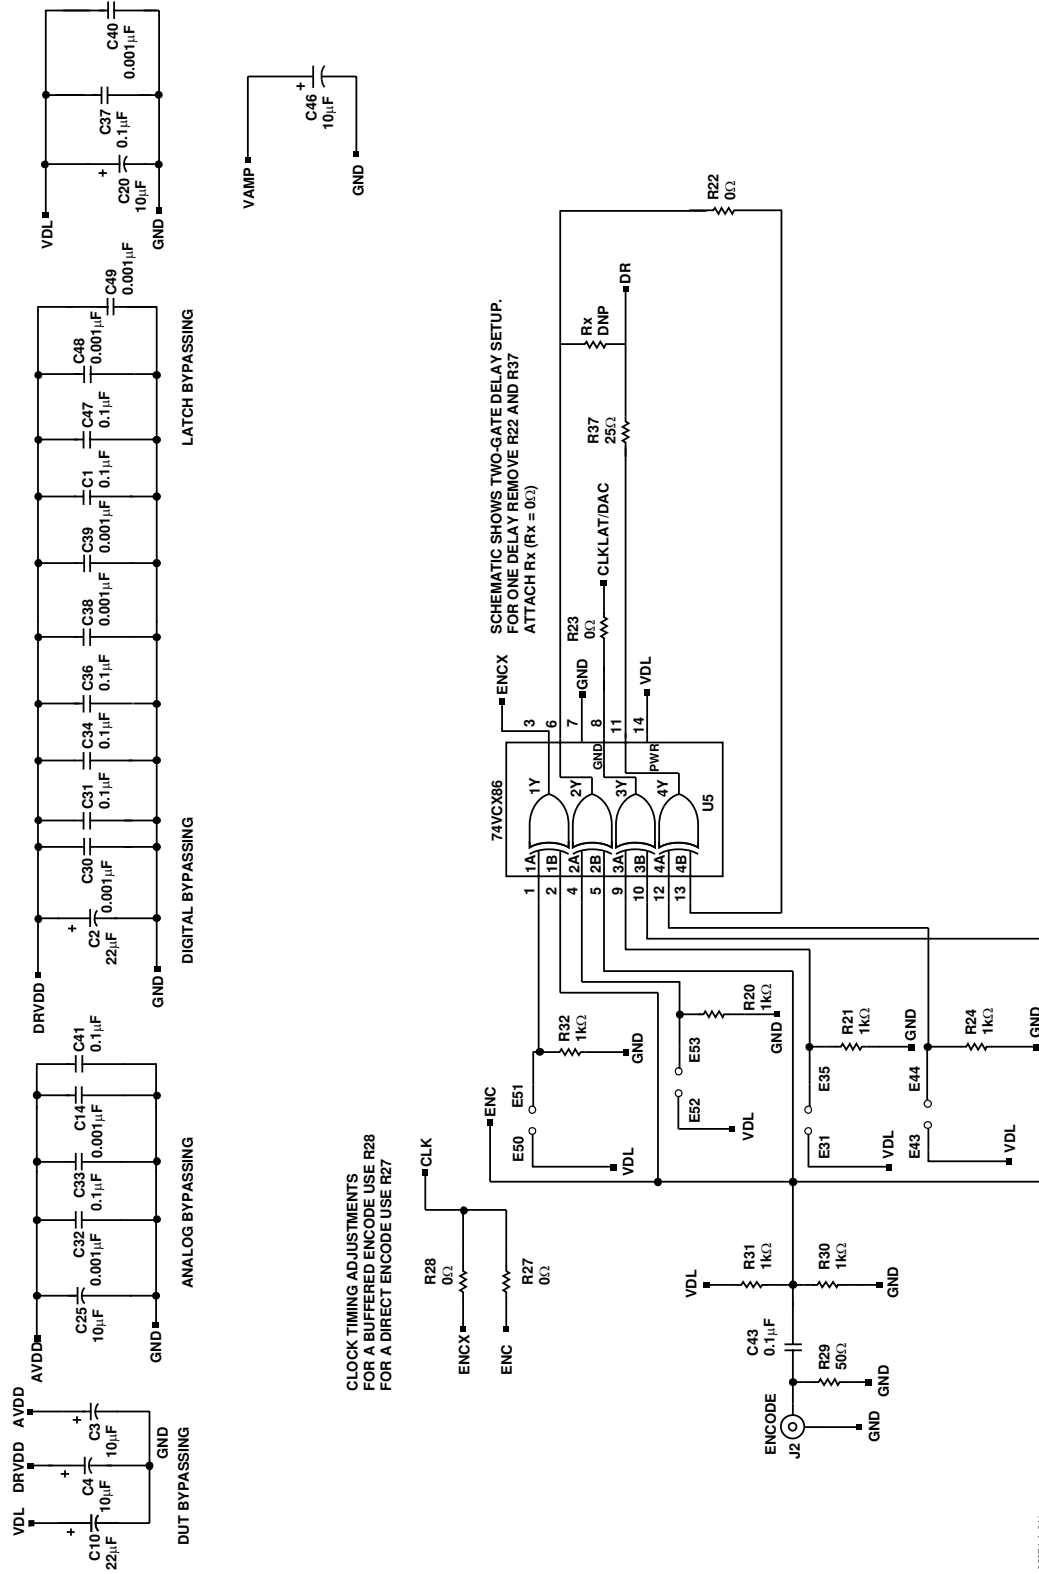 VDL
DRVDD
AVDD
C10
22µF
C4
10µF
C3
10µF
GND
DUT BYPASSING
AVDD
GND
C25
10µF
C32
0.001µF
C33
0.1µF
C14
0.001µF
C41
0.1µF
ANALOG BYPASSING
DRVDD
GND
C2
22µF
C30
0.001µF
C31
0.1µF
C34
0.1µF
C36
0.1µF
C38
0.001µF
C39
0.001µF
C1
0.1µF
C47
0.1µF
C48
0.001µF
C49
0.001µF
DIGITAL BYPASSING
LATCH BYPASSING
VDL
GND
+
C20
10µF
C37
0.1µF
C40
0.001µF
VAMP
GND
+
C46
10µF
CLOCK TIMING ADJUSTMENTS
FOR A BUFFERED ENCODE USE R28
FOR A DIRECT ENCODE USE R27
R28
0Ω
CLK
ENCX
ENC
R27
0Ω
SCHEMATIC SHOWS TWO-GATE DELAY SETUP.
FOR ONE DELAY REMOVE R22 AND R37
ATTACH Rx (Rx = 0Ω)
ENC
E50
E51
VDL
R32
1kΩ
GND
E52
E53
VDL
R20
1kΩ
GND
E31
E35
VDL
R21
1kΩ
GND
E43
E44
VDL
R24
1kΩ
GND
74VCX86
U5
1 1A
2 1B
4 2A
5 2B
9 3A
10 3B
12 4A
13 4B
1Y 3
2Y 6
GND 7
3Y 8
4Y 11
PWR 14
ENCX
GND
VDL
R23
0Ω
CLKLAT/DAC
R37
25Ω
Rx
DNP
DR
R22
0Ω
ENCODE
J2
GND
R29
50Ω
GND
C43
0.1µF
VDL
R31
1kΩ
R30
1kΩ
GND